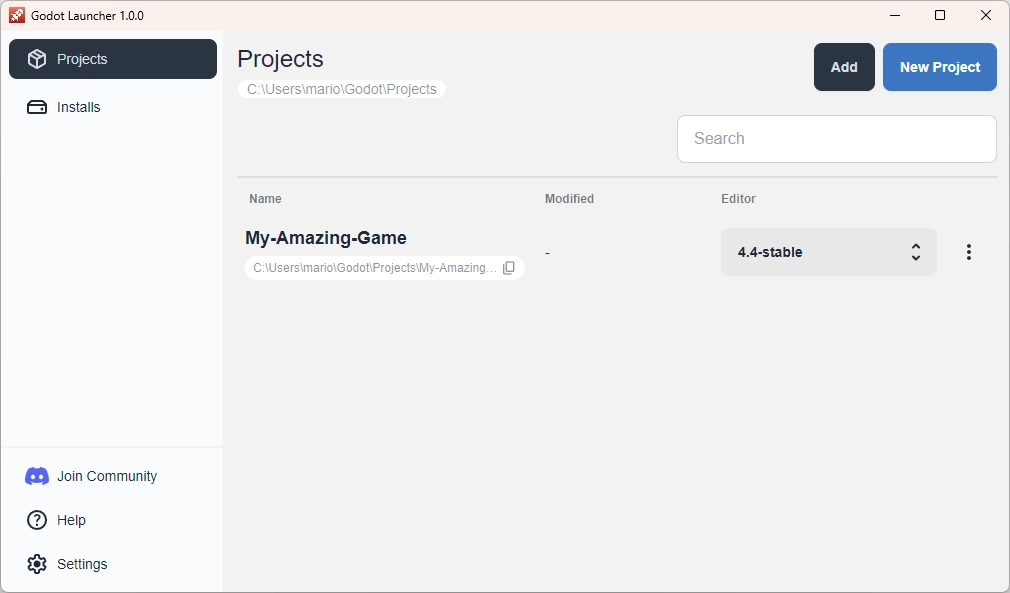 Godot Launcher 1.0.0
Projects
Installs
Join Community
Help
Settings
Projects
C:\Users\mario\Godot\Projects
Add
New Project
Search
Name Modified Editor
My-Amazing-Game
C:\Users\mario\Godot\Projects\My-Amazing...
-
4.4-stable